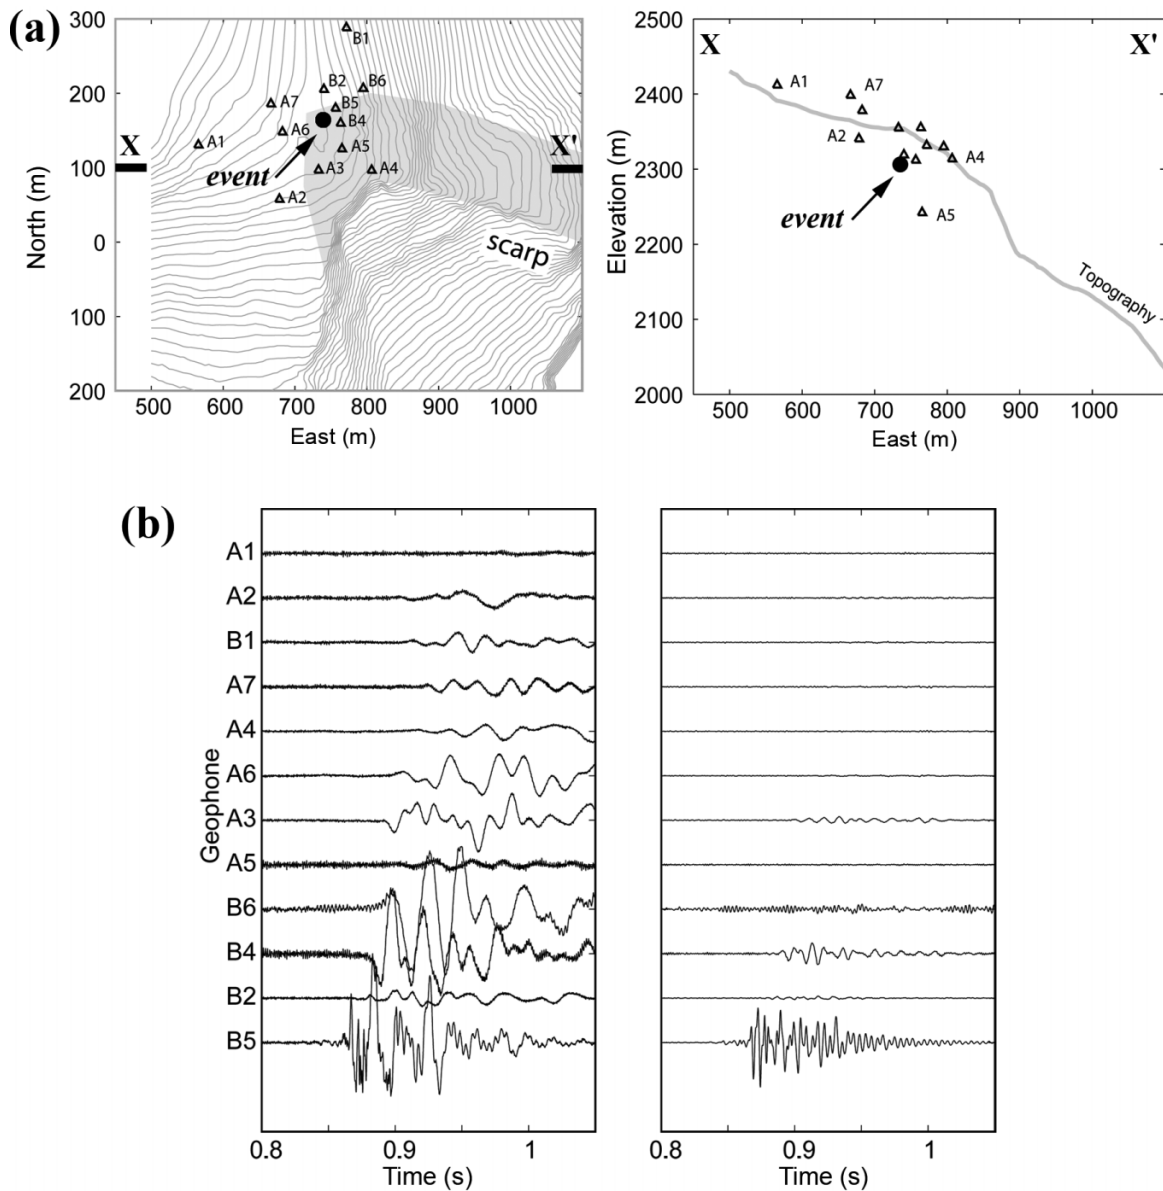 (a)
300
200
100
0
100
200
North (m)
500 600 700 800 900 1000
East (m)
X
X'
B1
B2
B6
A7
B5
A6
B4
A1
A5
event
A3
A4
A2
scarp
2500
2400
2300
2200
2100
2000
Elevation (m)
500 600 700 800 900 1000
East (m)
X
X'
A1
A7
A2
A4
event
A5
Topography
(b)
A1
A2
B1
A7
A4
A6
A3
A5
B6
B4
B2
B5
Geophone
0.8 0.9 1
Time (s)
0.8 0.9 1
Time (s)